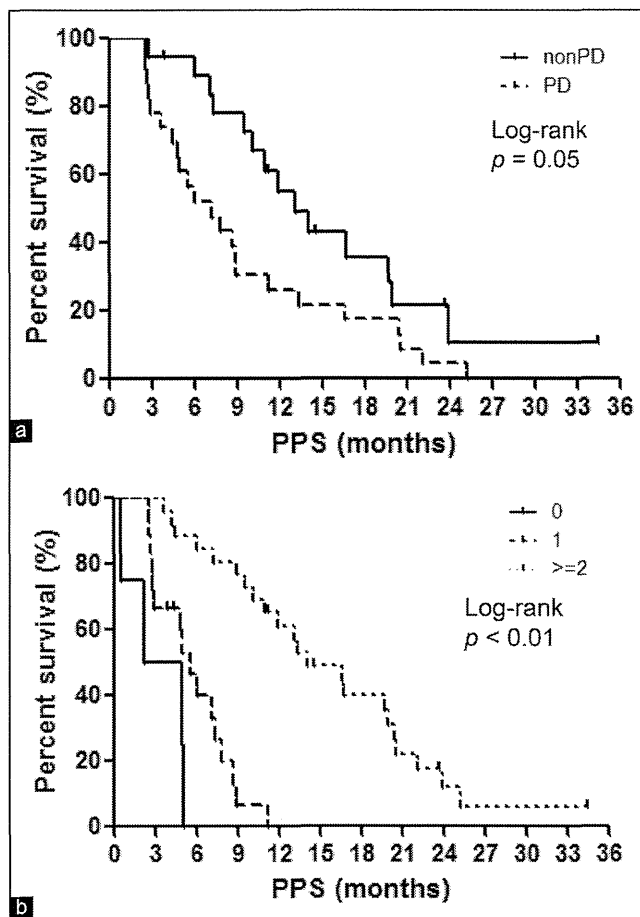 100
80
60
40
20
0
Percent survival (%)
nonPD
PD
Log-rank
p = 0.05
0 3 6 9 12 15 18 21 24 27 30 33 36
PPS (months)
a
100
80
60
40
20
0
Percent survival (%)
0
1
>=2
Log-rank
p < 0.01
0 3 6 9 12 15 18 21 24 27 30 33 36
PPS (months)
b